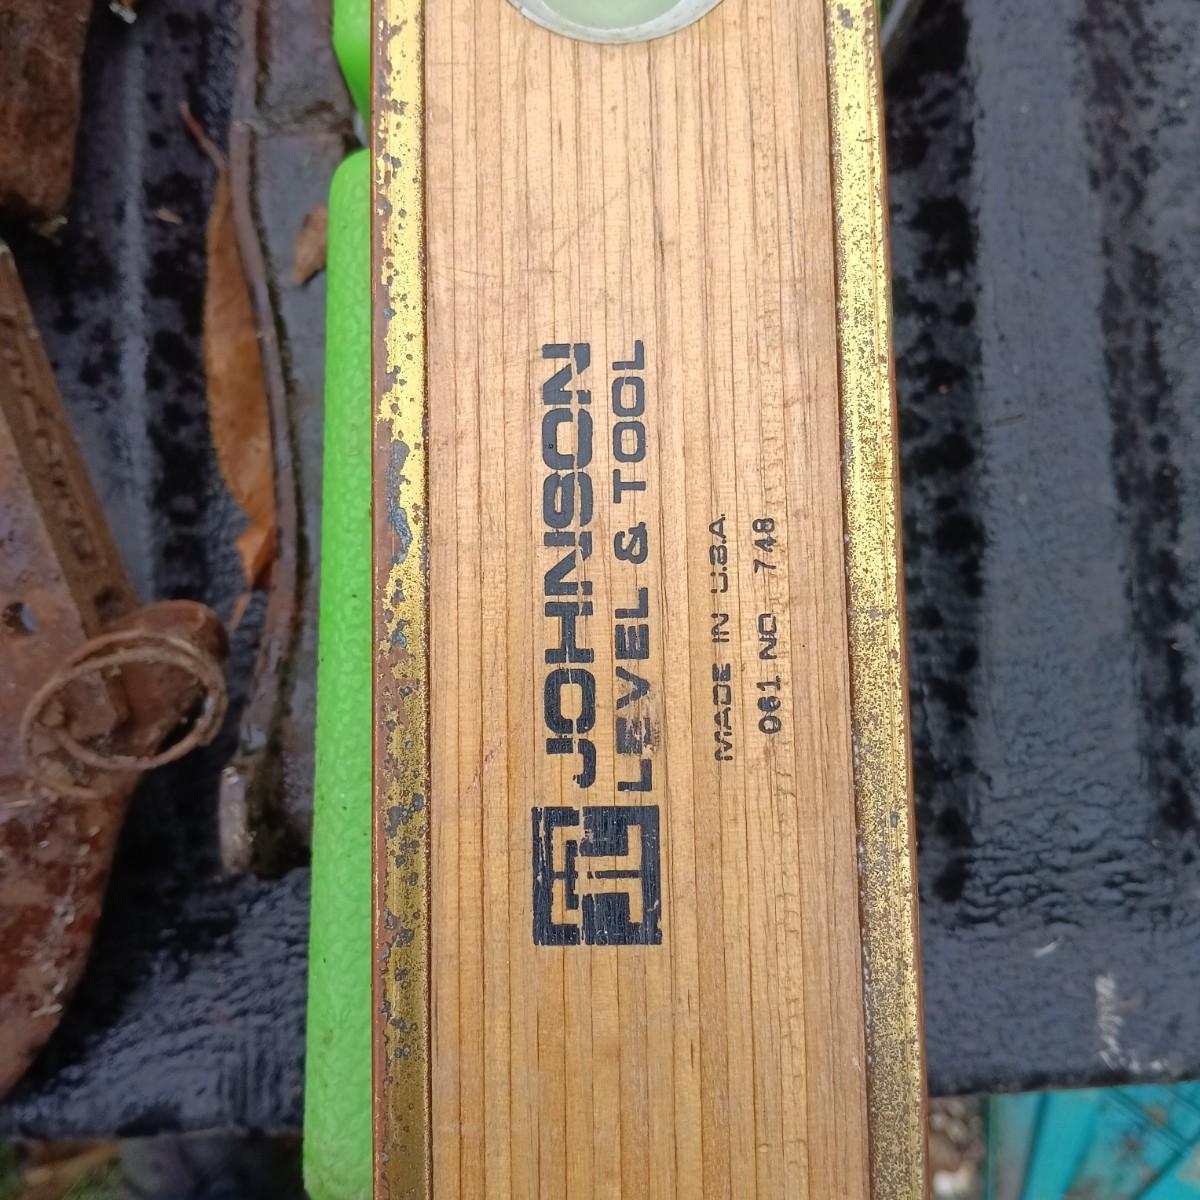 JOHNSON
LEVEL & TOOL
MADE IN U.S.A.
061 NO. 748